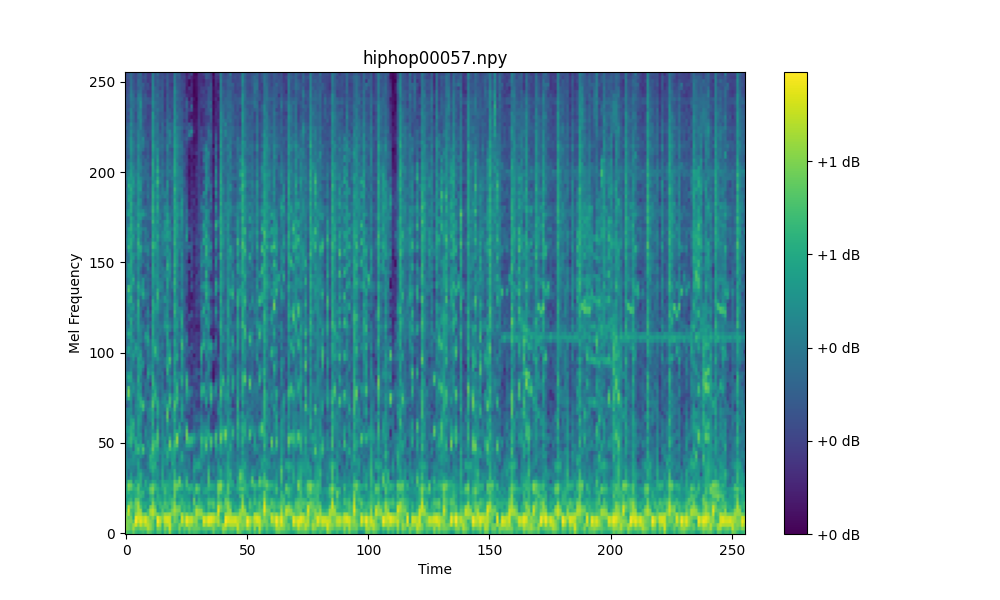 hiphop00057.npy
250
200
150
100
50
0
Mel Frequency
0 50 100 150 200 250
Time
+1 dB
+1 dB
+0 dB
+0 dB
+0 dB